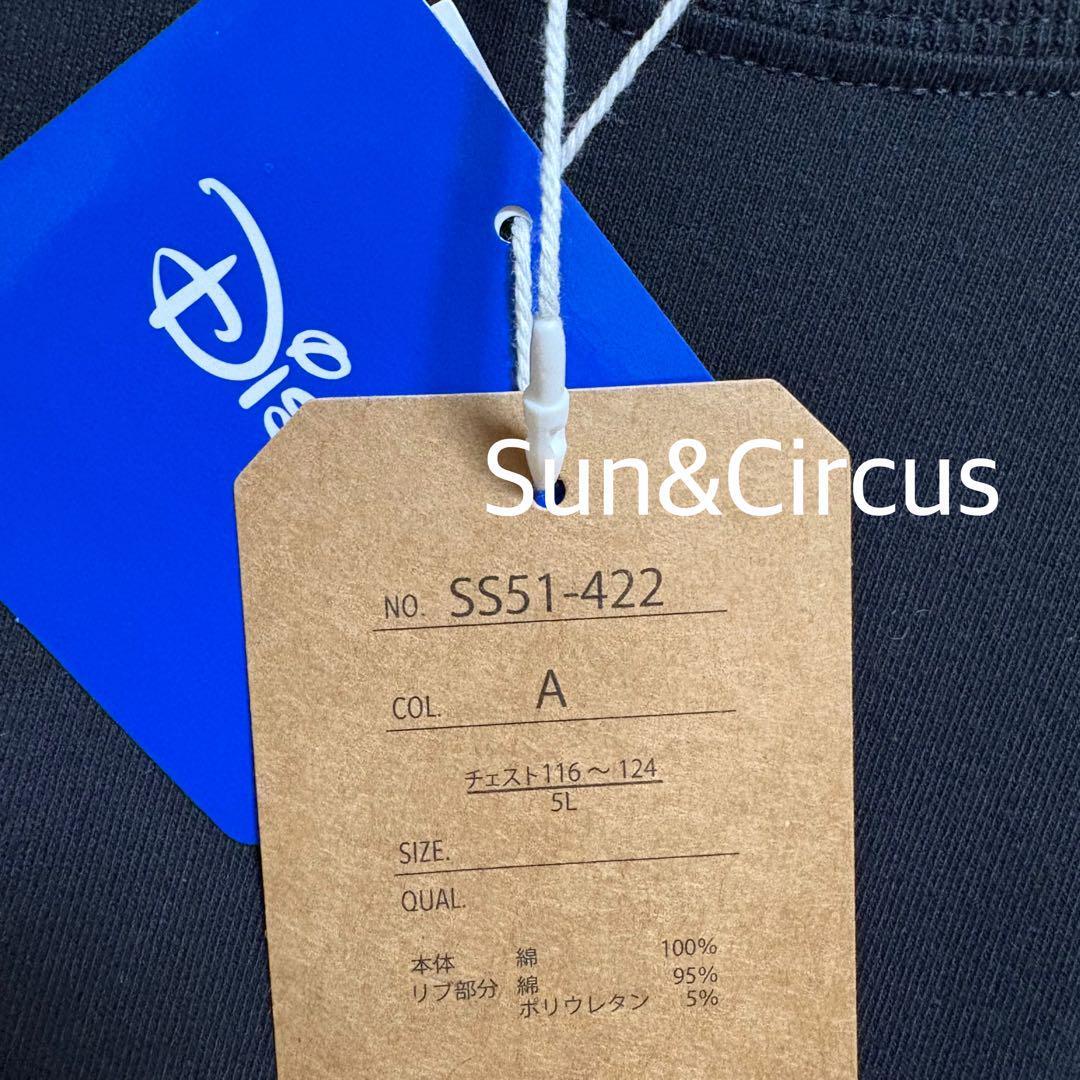 Dis
Sun&Circus
NO. SS51-422
COL. A
チェスト116～124
5L
SIZE.
QUAL.
本体 綿 100%
リブ部分 綿 95%
ポリウレタン 5%